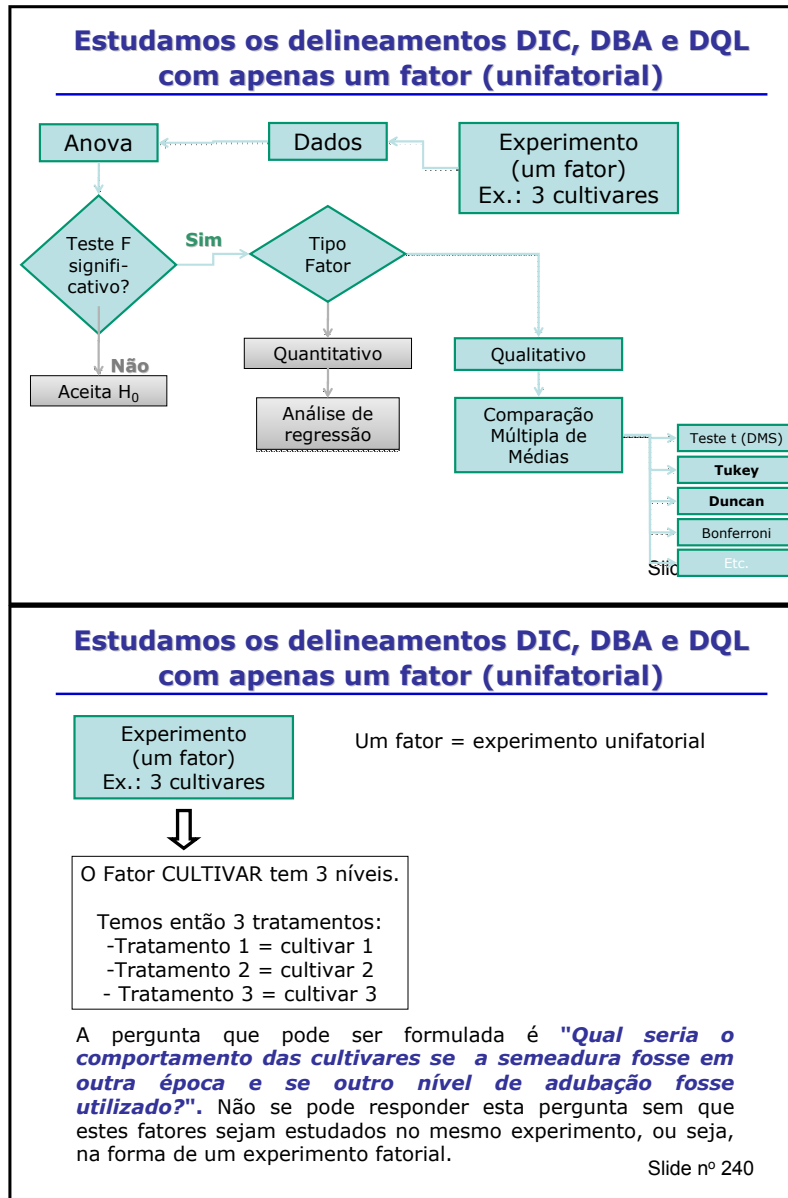 Estudamos os delineamentos DIC, DBA e DQL
com apenas um fator (unifatorial)
Anova
Dados
Experimento
(um fator)
Ex.: 3 cultivares
Teste F
signifi-
cativo?
Sim
Tipo
Fator
Não
Aceita H₀
Quantitativo
Análise de
regressão
Qualitativo
Comparação
Múltipla de
Médias
Teste t (DMS)
Tukey
Duncan
Bonferroni
Etc.
Estudamos os delineamentos DIC, DBA e DQL
com apenas um fator (unifatorial)
Experimento
(um fator)
Ex.: 3 cultivares
Um fator = experimento unifatorial
O Fator CULTIVAR tem 3 níveis.
Temos então 3 tratamentos:
-Tratamento 1 = cultivar 1
-Tratamento 2 = cultivar 2
- Tratamento 3 = cultivar 3
A pergunta que pode ser formulada é "Qual seria o
comportamento das cultivares se a semeadura fosse em
outra época e se outro nível de adubação fosse
utilizado?". Não se pode responder esta pergunta sem que
estes fatores sejam estudados no mesmo experimento, ou seja,
na forma de um experimento fatorial.
Slide nº 240